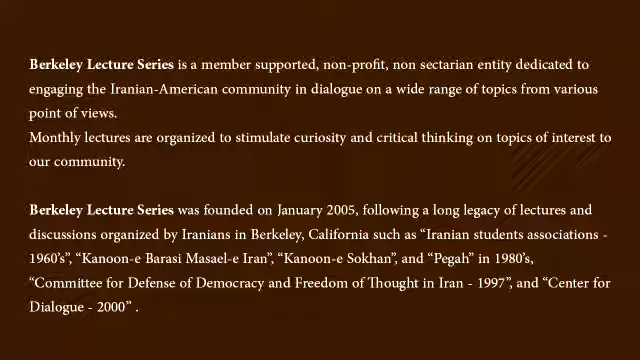 Berkeley Lecture Series is a member supported, non-profit, non sectarian entity dedicated to
engaging the Iranian-American community in dialogue on a wide range of topics from various
point of views.
Monthly lectures are organized to stimulate curiosity and critical thinking on topics of interest to
our community.
Berkeley Lecture Series was founded on January 2005, following a long legacy of lectures and
discussions organized by Iranians in Berkeley, California such as “Iranian students associations -
1960’s”, “Kanoon-e Barasi Masael-e Iran”, “Kanoon-e Sokhan”, and “Pegah” in 1980’s,
“Committee for Defense of Democracy and Freedom of Thought in Iran - 1997”, and “Center for
Dialogue - 2000” .